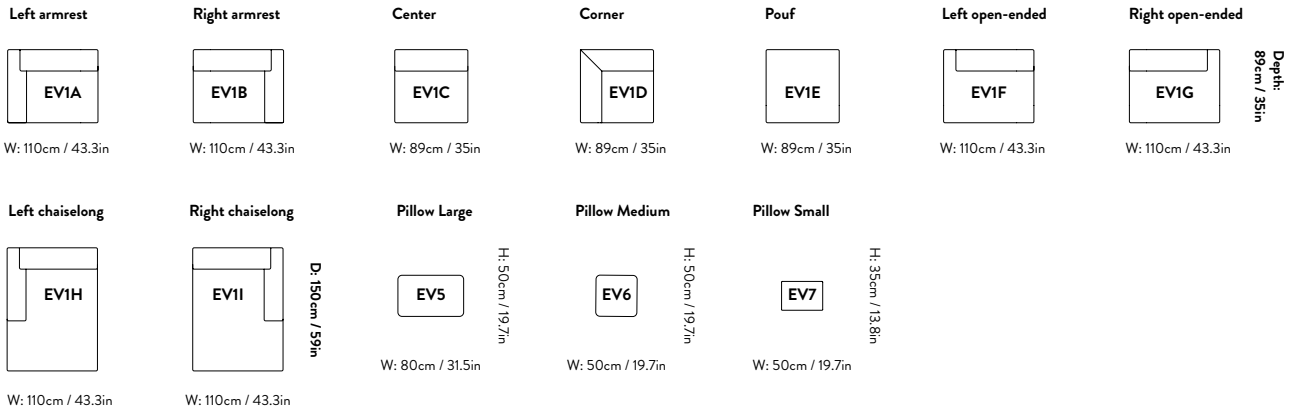 Left armrest
Right armrest
Center
Corner
Pouf
Left open-ended
Right open-ended
EV1A
EV1B
EV1C
EV1D
EV1E
EV1F
EV1G
Depth:
89cm / 35in
W: 110cm / 43.3in
W: 110cm / 43.3in
W: 89cm / 35in
W: 89cm / 35in
W: 89cm / 35in
W: 110cm / 43.3in
W: 110cm / 43.3in
Left chaiselong
Right chaiselong
Pillow Large
Pillow Medium
Pillow Small
EV1H
EV1I
D: 150cm / 59in
EV5
H: 50cm / 19.7in
EV6
H: 50cm / 19.7in
EV7
H: 35cm / 13.8in
W: 80cm / 31.5in
W: 50cm / 19.7in
W: 50cm / 19.7in
W: 110cm / 43.3in
W: 110cm / 43.3in